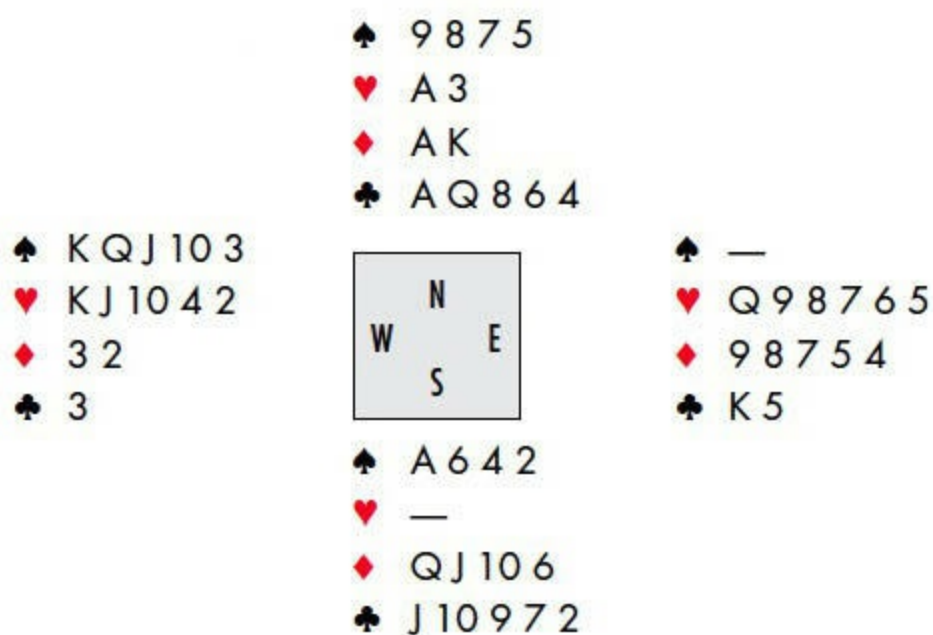 ♠ 9 8 7 5
♥ A 3
♦ A K
♣ A Q 8 6 4
♠ K Q J 10 3
♥ K J 10 4 2
♦ 3 2
♣ 3
N
W E
S
♠ —
♥ Q 9 8 7 6 5
♦ 9 8 7 5 4
♣ K 5
♠ A 6 4 2
♥ —
♦ Q J 10 6
♣ J 10 9 7 2